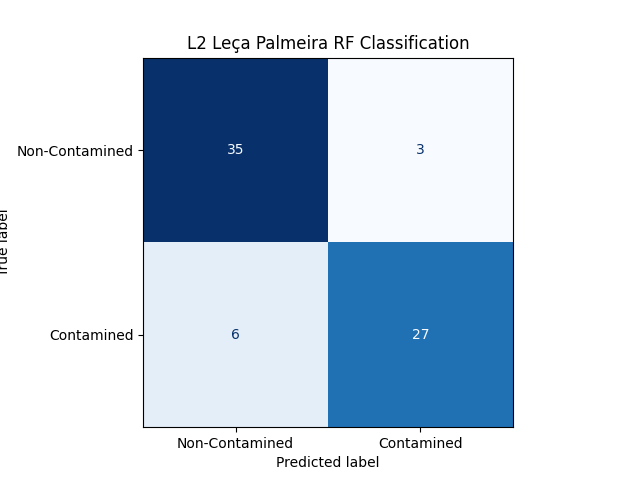 L2 Leça Palmeira RF Classification
True label
Non-Contamined
35
3
Contamined
6
27
Non-Contamined
Contamined
Predicted label